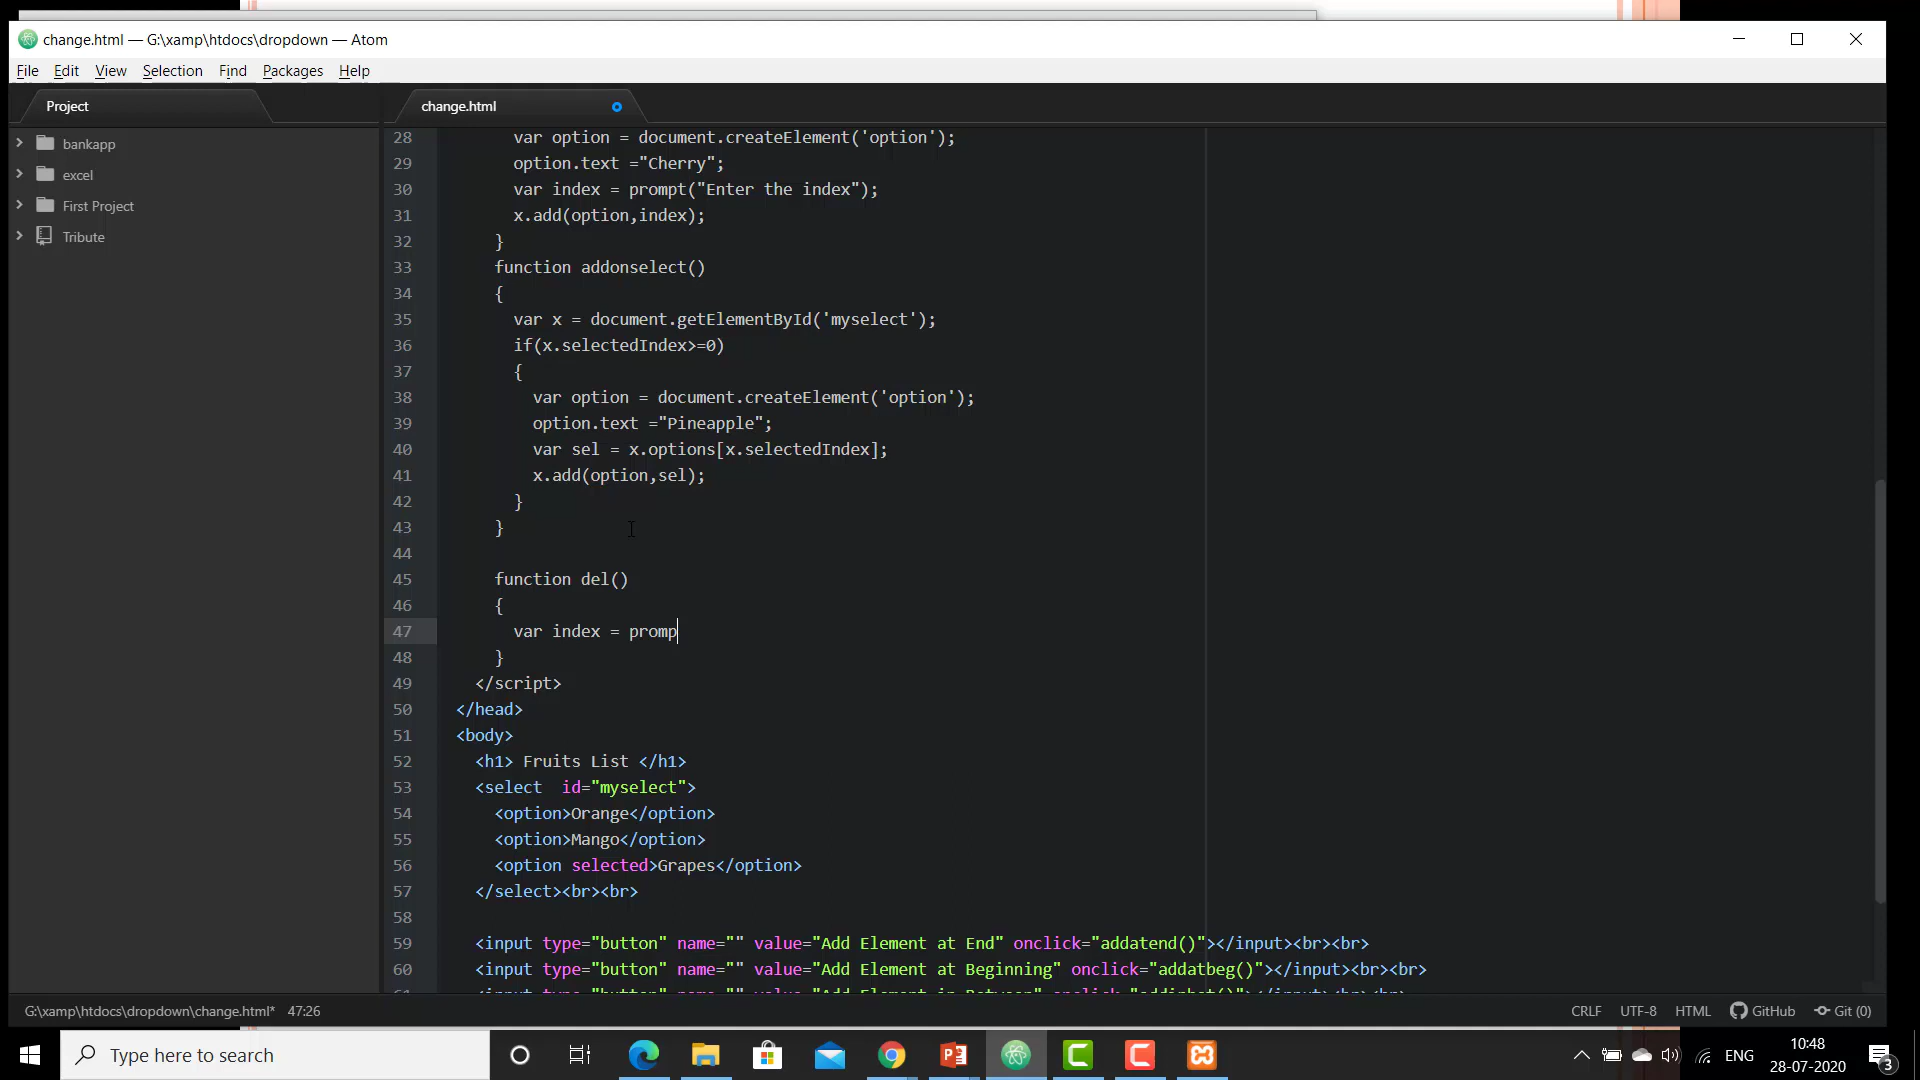 change.html — G:\xamp\htdocs\dropdown — Atom
File Edit View Selection Find Packages Help
Project
change.html
bankapp
excel
First Project
Tribute
28 var option = document.createElement('option');
29 option.text ="Cherry";
30 var index = prompt("Enter the index");
31 x.add(option,index);
32 }
33 function addonselect()
34 {
35 var x = document.getElementById('myselect');
36 if(x.selectedIndex>=0)
37 {
38 var option = document.createElement('option');
39 option.text ="Pineapple";
40 var sel = x.options[x.selectedIndex];
41 x.add(option,sel);
42 }
43 }
44
45 function del()
46 {
47 var index = promp
48 }
49 </script>
50 </head>
51 <body>
52 <h1> Fruits List </h1>
53 <select  id="myselect">
54 <option>Orange</option>
55 <option>Mango</option>
56 <option selected>Grapes</option>
57 </select><br><br>
58
59 <input type="button" name="" value="Add Element at End" onclick="addatend()"></input><br><br>
60 <input type="button" name="" value="Add Element at Beginning" onclick="addatbeg()"></input><br><br>
G:\xamp\htdocs\dropdown\change.html* 47:26
CRLF UTF-8 HTML GitHub Git (0)
Type here to search
ENG
10:48
28-07-2020
3